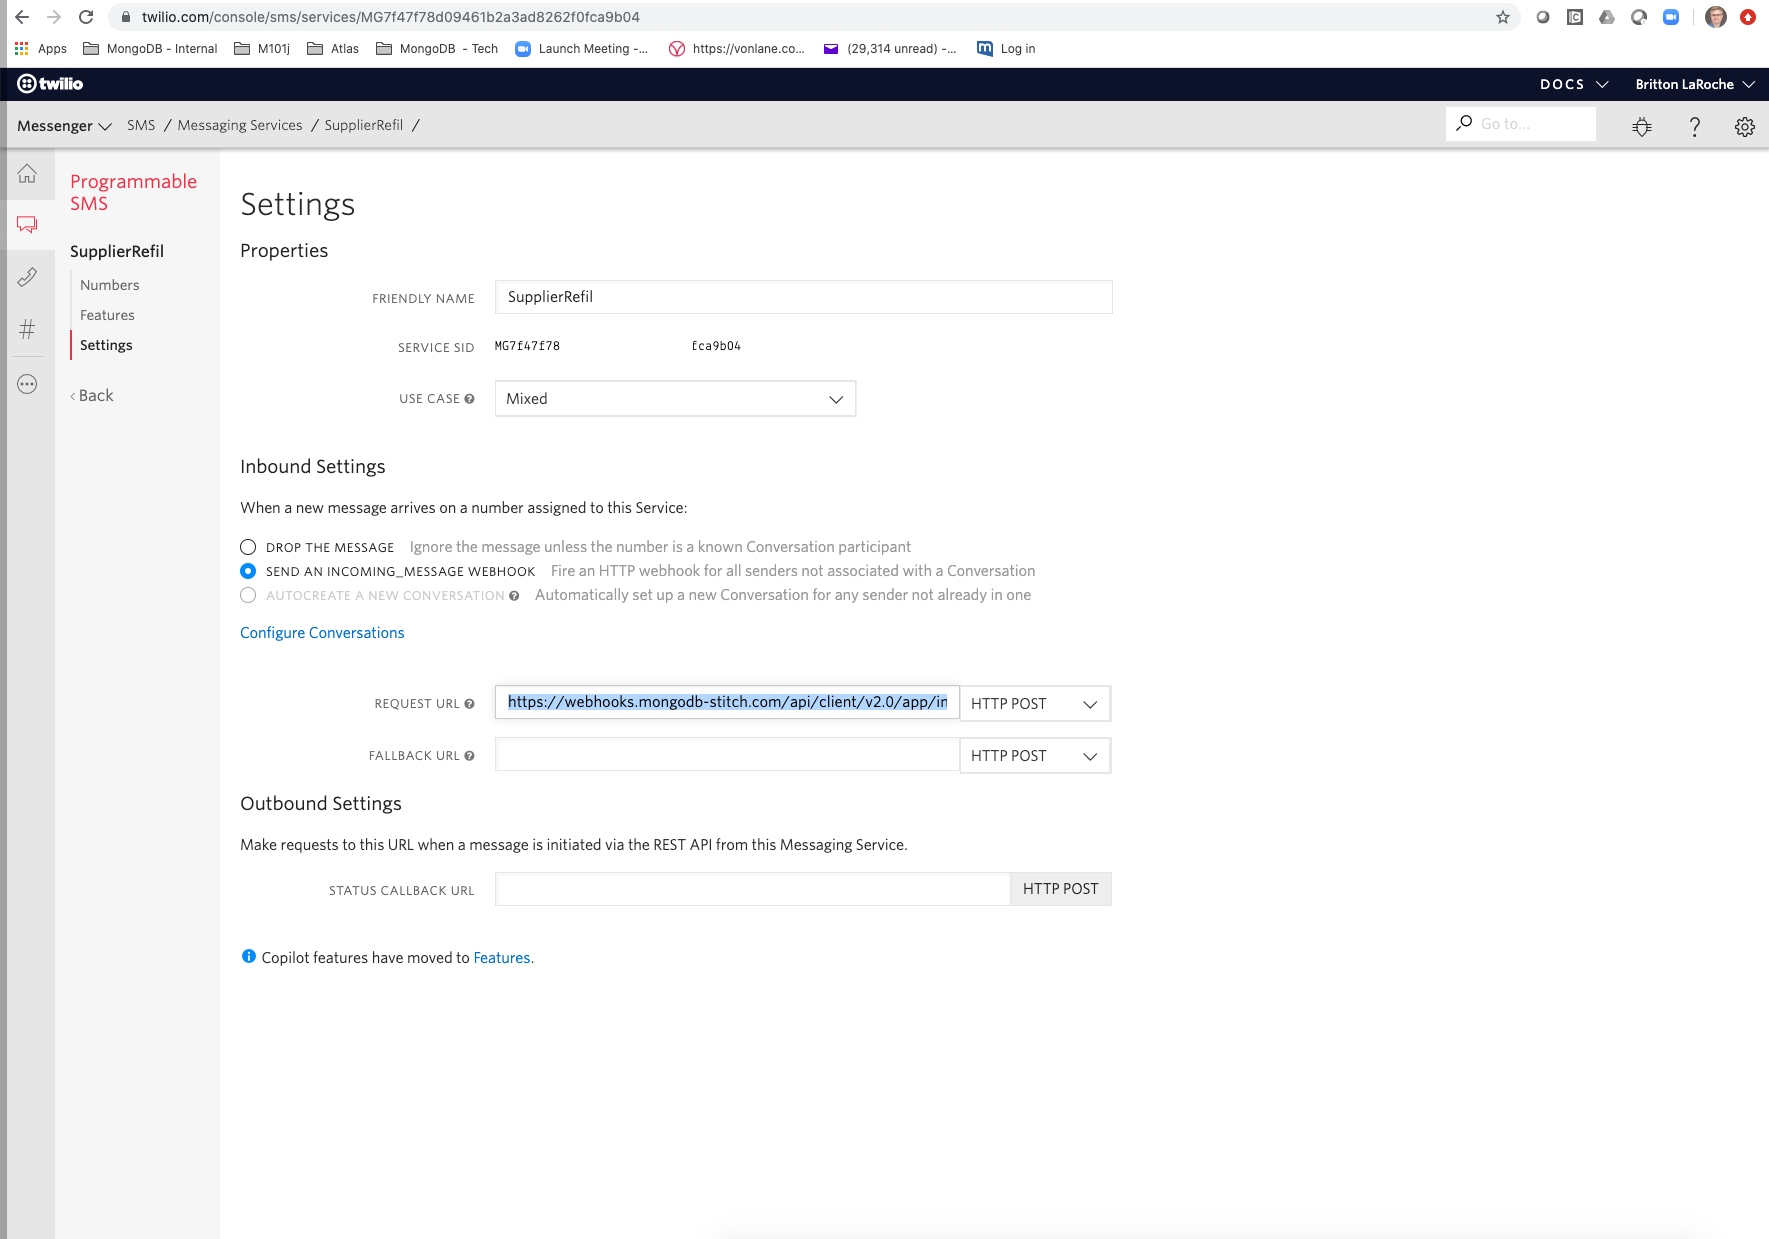 twilio.com/console/sms/services/MG7f47f78d09461b2a3ad8262f0fca9b04
Apps MongoDB - Internal M101j Atlas MongoDB - Tech Launch Meeting -... https://vonlane.co... (29,314 unread) -... Log in
twilio DOCS Britton LaRoche
Messenger SMS / Messaging Services / SupplierRefil / Go to...
Programmable
SMS
SupplierRefil
Numbers
Features
Settings
‹ Back
Settings
Properties
FRIENDLY NAME SupplierRefil
SERVICE SID MG7f47f78 fca9b04
USE CASE Mixed
Inbound Settings
When a new message arrives on a number assigned to this Service:
DROP THE MESSAGE Ignore the message unless the number is a known Conversation participant
SEND AN INCOMING_MESSAGE WEBHOOK Fire an HTTP webhook for all senders not associated with a Conversation
AUTOCREATE A NEW CONVERSATION Automatically set up a new Conversation for any sender not already in one
Configure Conversations
REQUEST URL https://webhooks.mongodb-stitch.com/api/client/v2.0/app/in HTTP POST
FALLBACK URL HTTP POST
Outbound Settings
Make requests to this URL when a message is initiated via the REST API from this Messaging Service.
STATUS CALLBACK URL HTTP POST
Copilot features have moved to Features.